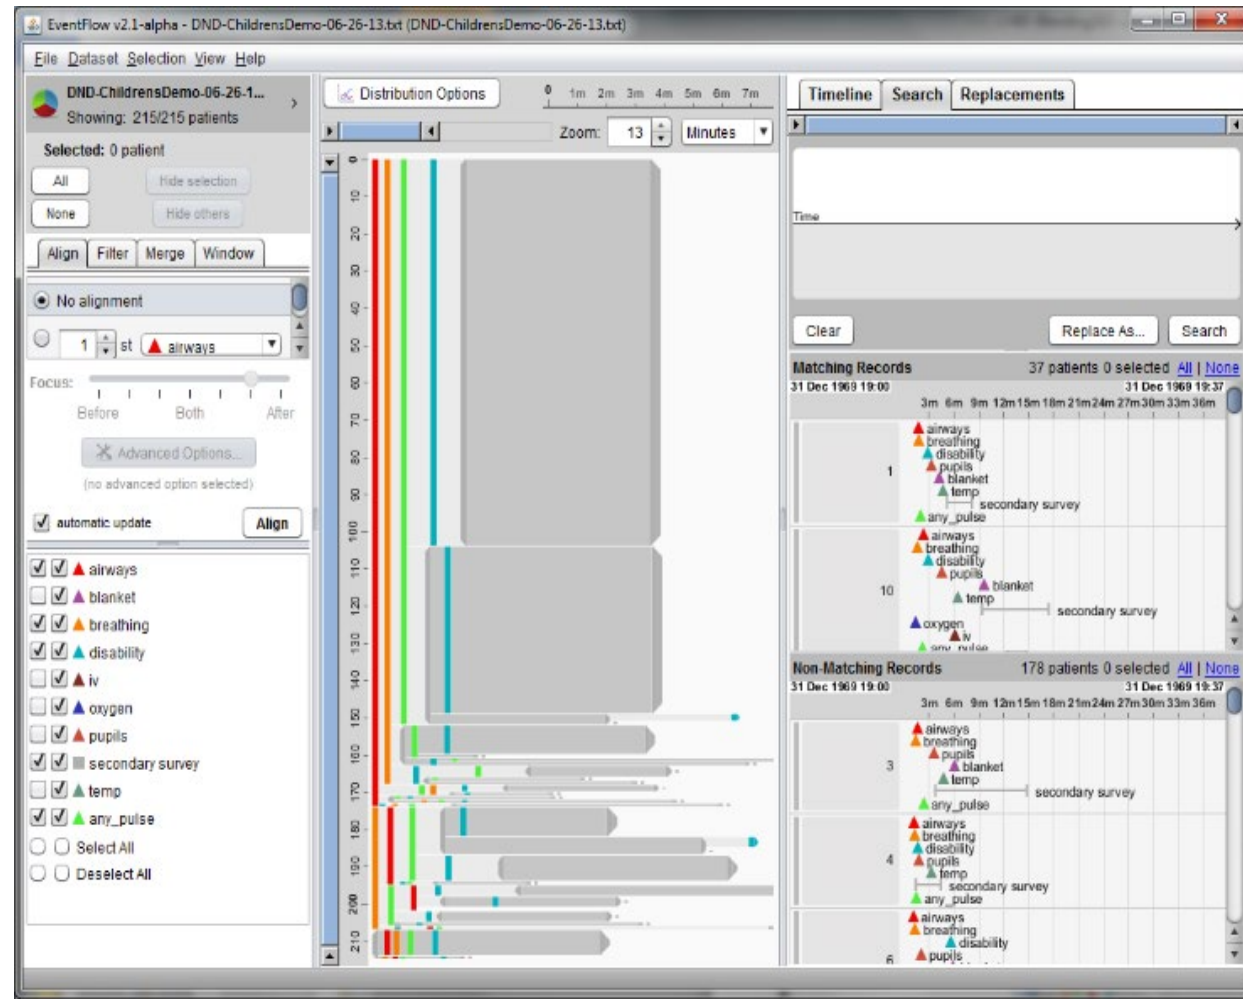 EventFlow v2.1-alpha - DND-ChildrensDemo-06-26-13.txt (DND-ChildrensDemo-06-26-13.txt)
File Dataset Selection View Help
DND-ChildrensDemo-06-26-1...
Showing: 215/215 patients
Selected: 0 patient
All Hide selection
None Hide others
Align Filter Merge Window
No alignment
1 st airways
Focus:
Before Both After
Advanced Options...
(no advanced option selected)
automatic update Align
airways
blanket
breathing
disability
iv
oxygen
pupils
secondary survey
temp
any_pulse
Select All
Deselect All
Distribution Options
0 1m 2m 3m 4m 5m 6m 7m
Zoom: 13 Minutes
0
10
20
30
40
50
60
70
80
90
100
110
120
130
140
150
160
170
180
190
200
210
Timeline Search Replacements
Time
Clear Replace As... Search
Matching Records 37 patients 0 selected All | None
31 Dec 1969 19:00 31 Dec 1969 19:37
3m 6m 9m 12m 15m 18m 21m 24m 27m 30m 33m 36m
airways
breathing
disability
pupils
1
blanket
temp
secondary survey
any_pulse
airways
breathing
disability
pupils
10
blanket
temp
secondary survey
oxygen
iv
any_pulse
Non-Matching Records 178 patients 0 selected All | None
31 Dec 1969 19:00 31 Dec 1969 19:37
3m 6m 9m 12m 15m 18m 21m 24m 27m 30m 33m 36m
airways
breathing
pupils
3
blanket
temp
secondary survey
any_pulse
airways
breathing
disability
4
pupils
temp
secondary survey
any_pulse
airways
breathing
disability
6
pupils